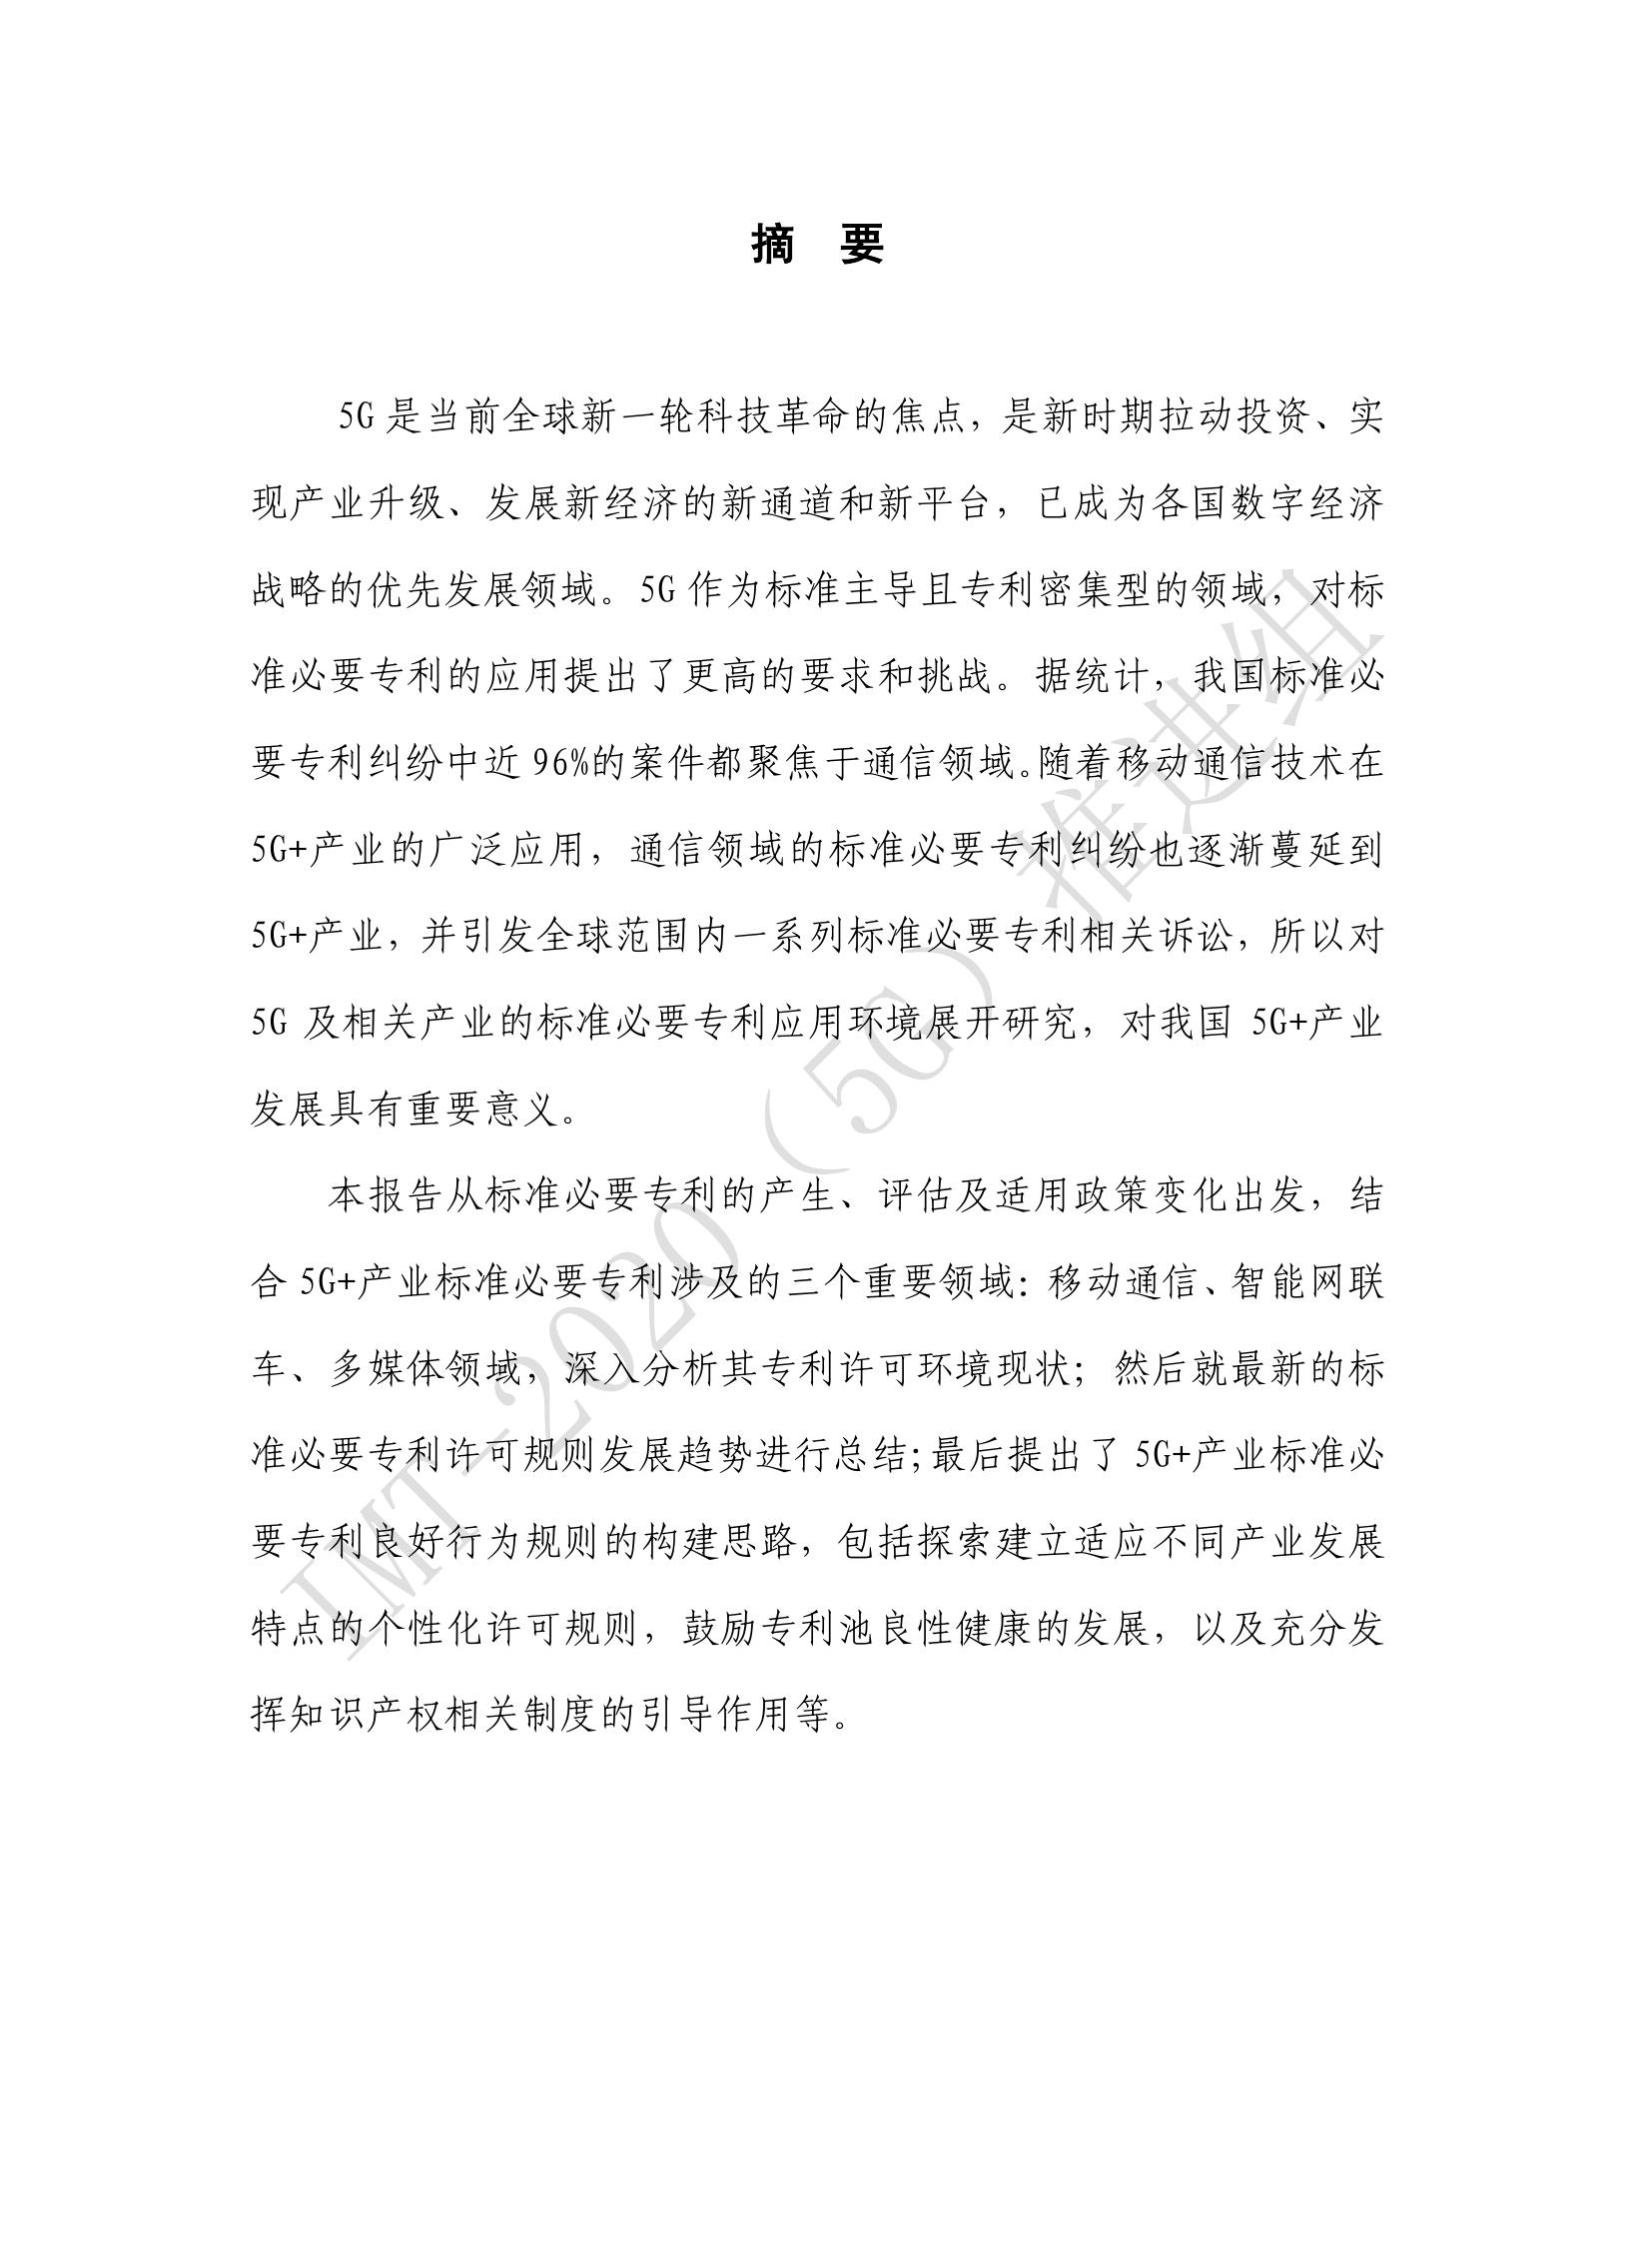 摘 要
5G 是当前全球新一轮科技革命的焦点，是新时期拉动投资、实
现产业升级、发展新经济的新通道和新平台，已成为各国数字经济
战略的优先发展领域。5G 作为标准主导且专利密集型的领域，对标
准必要专利的应用提出了更高的要求和挑战。据统计，我国标准必
要专利纠纷中近 96%的案件都聚焦于通信领域。随着移动通信技术在
5G+产业的广泛应用，通信领域的标准必要专利纠纷也逐渐蔓延到
5G+产业，并引发全球范围内一系列标准必要专利相关诉讼，所以对
5G 及相关产业的标准必要专利应用环境展开研究，对我国 5G+产业
发展具有重要意义。
本报告从标准必要专利的产生、评估及适用政策变化出发，结
合 5G+产业标准必要专利涉及的三个重要领域：移动通信、智能网联
车、多媒体领域，深入分析其专利许可环境现状；然后就最新的标
准必要专利许可规则发展趋势进行总结；最后提出了 5G+产业标准必
要专利良好行为规则的构建思路，包括探索建立适应不同产业发展
特点的个性化许可规则，鼓励专利池良性健康的发展，以及充分发
挥知识产权相关制度的引导作用等。
IMT-2020（5G）推进组